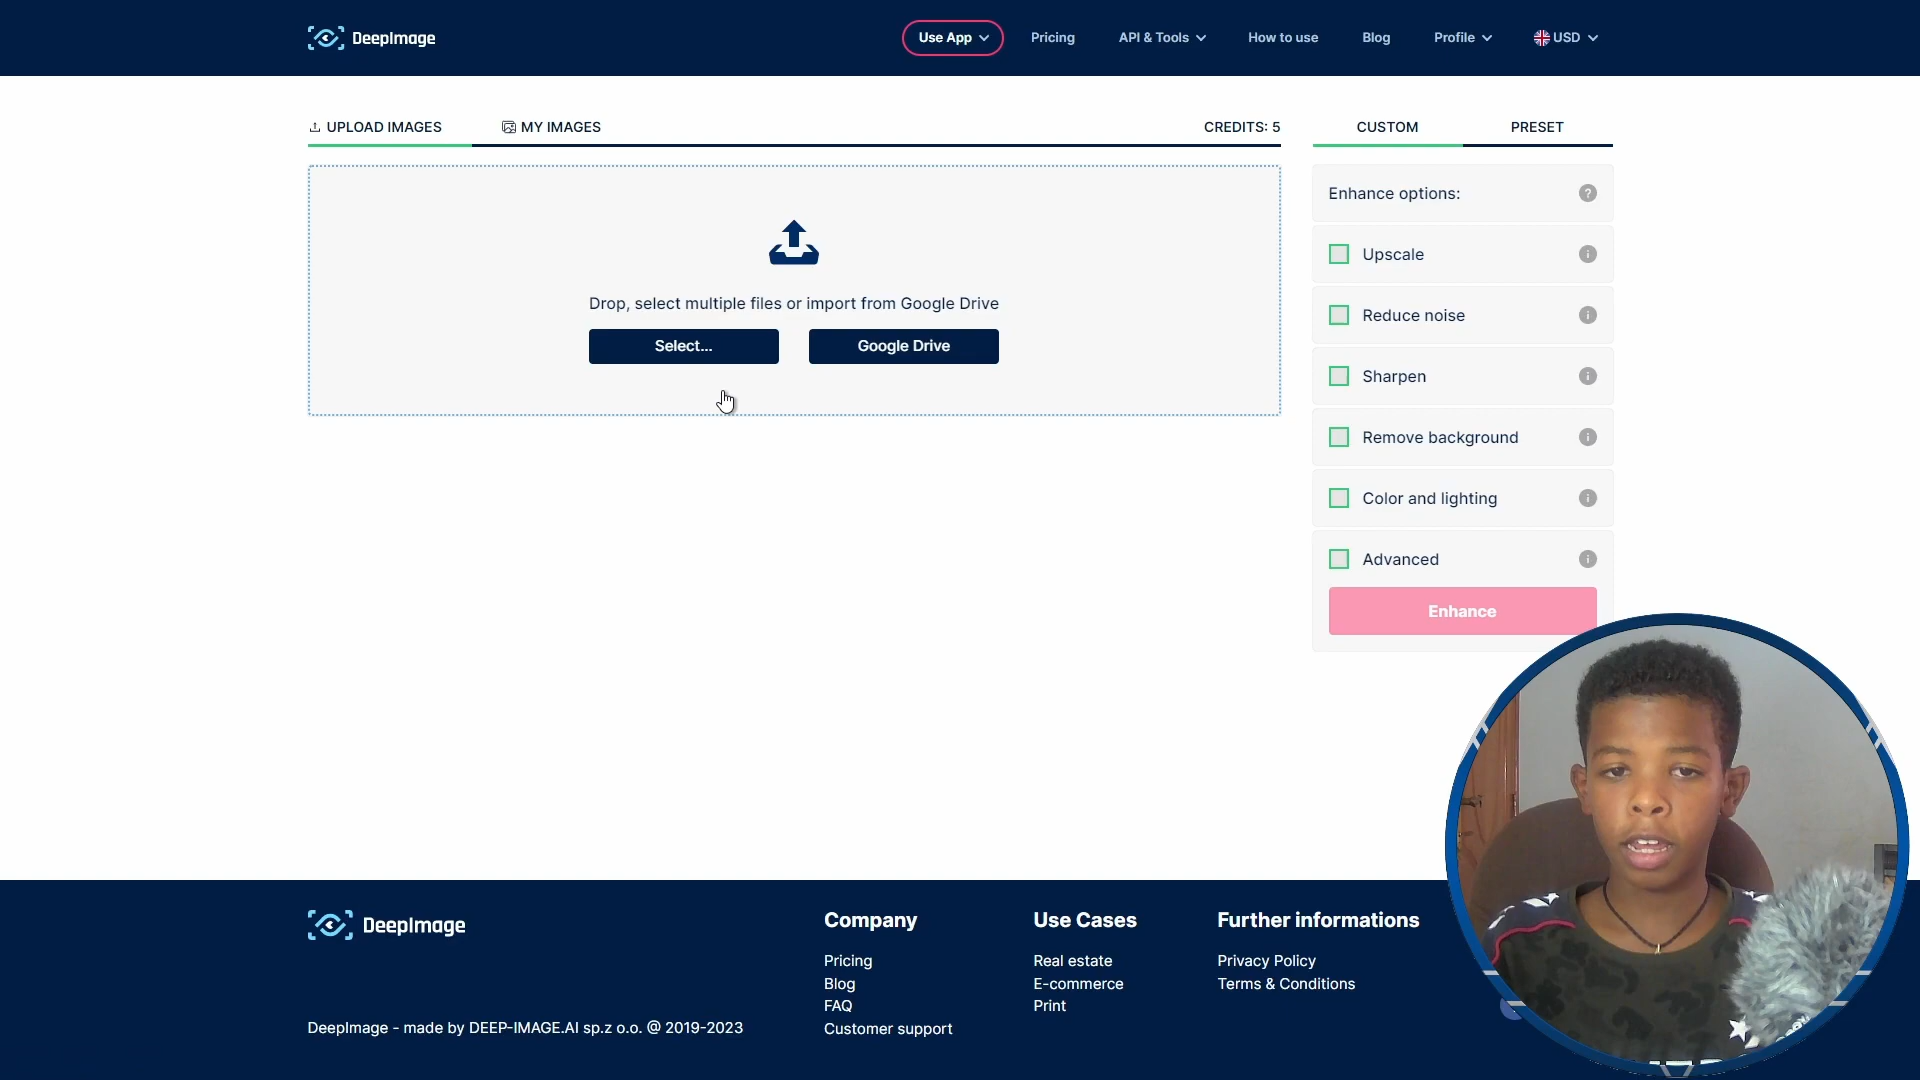 DeepImage
Use App
Pricing
API & Tools
How to use
Blog
Profile
USD
UPLOAD IMAGES
MY IMAGES
CREDITS: 5
CUSTOM
PRESET
Drop, select multiple files or import from Google Drive
Select...
Google Drive
Enhance options:
?
Upscale
i
Reduce noise
i
Sharpen
i
Remove background
i
Color and lighting
i
Advanced
i
Enhance
DeepImage
DeepImage - made by DEEP-IMAGE.AI sp.z o.o. @ 2019-2023
Company
Pricing
Blog
FAQ
Customer support
Use Cases
Real estate
E-commerce
Print
Further informations
Privacy Policy
Terms & Conditions